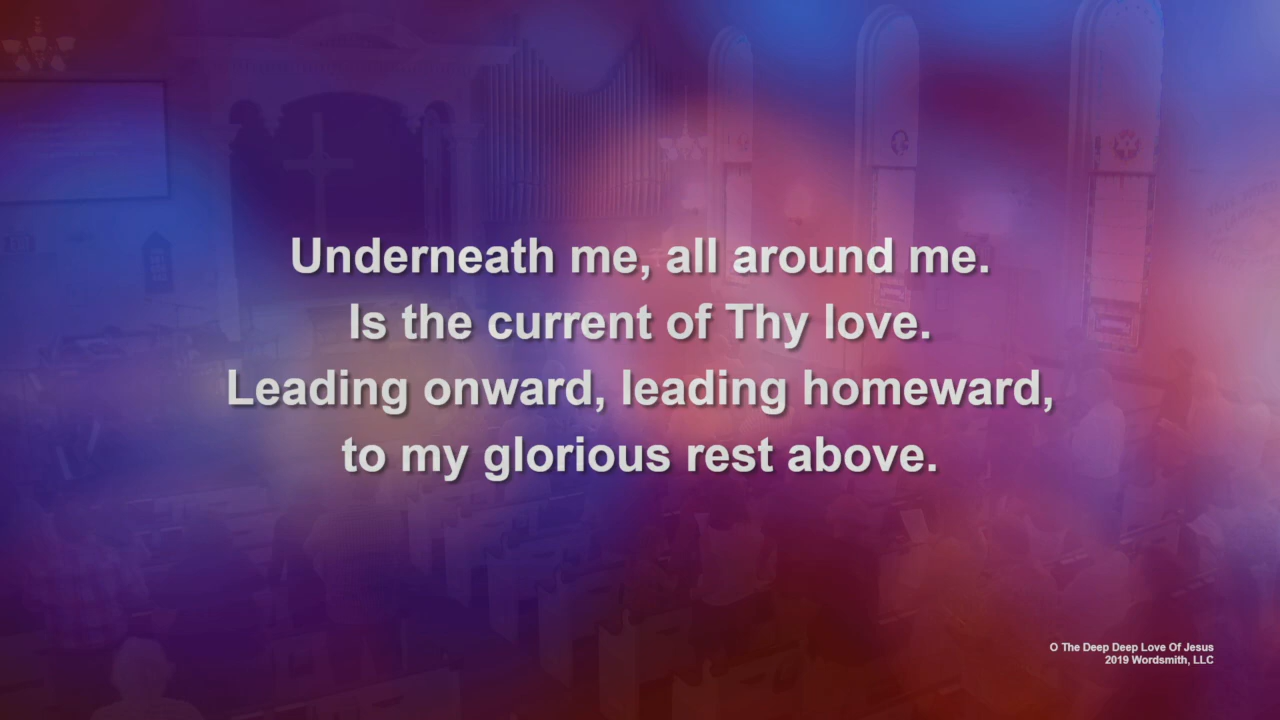 Underneath me, all around me.
Is the current of Thy love.
Leading onward, leading homeward,
to my glorious rest above.
O The Deep Deep Love Of Jesus
2019 Wordsmith, LLC